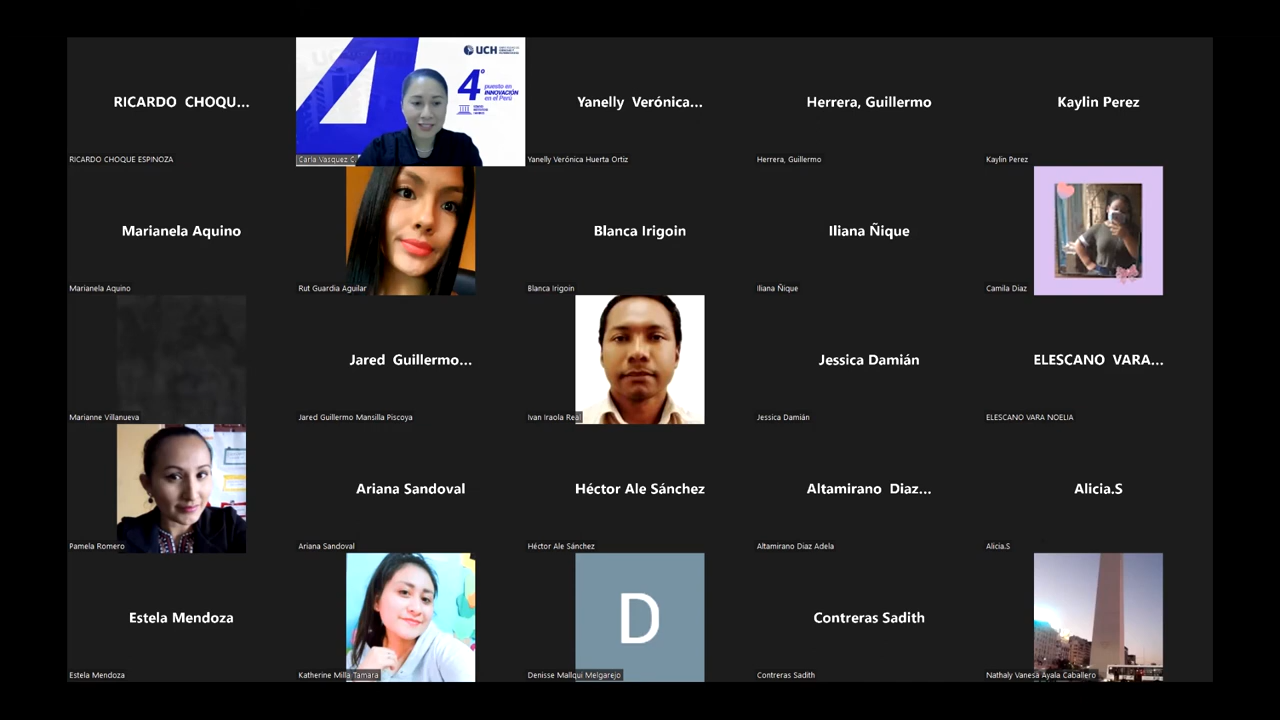 RICARDO CHOQU...
RICARDO CHOQUE ESPINOZA
UCH
4°
puesto en
INNOVACIÓN
en el Perú
Carla Vasquez C
Yanelly Verónica...
Yanelly Verónica Huerta Ortiz
Herrera, Guillermo
Herrera, Guillermo
Kaylin Perez
Kaylin Perez
Marianela Aquino
Marianela Aquino
Rut Guardia Aguilar
Blanca Irigoin
Blanca Irigoin
Iliana Ñique
Iliana Ñique
Camila Diaz
Marianne Villanueva
Jared Guillermo...
Jared Guillermo Mansilla Piscoya
Ivan Iraola Real
Jessica Damián
Jessica Damián
ELESCANO VARA...
ELESCANO VARA NOELIA
Pamela Romero
Ariana Sandoval
Ariana Sandoval
Héctor Ale Sánchez
Héctor Ale Sánchez
Altamirano Diaz...
Altamirano Diaz Adela
Alicia.S
Alicia.S
Estela Mendoza
Estela Mendoza
Katherine Milla Tamara
D
Denisse Mallqui Melgarejo
Contreras Sadith
Contreras Sadith
Nathaly Vanesa Ayala Caballero